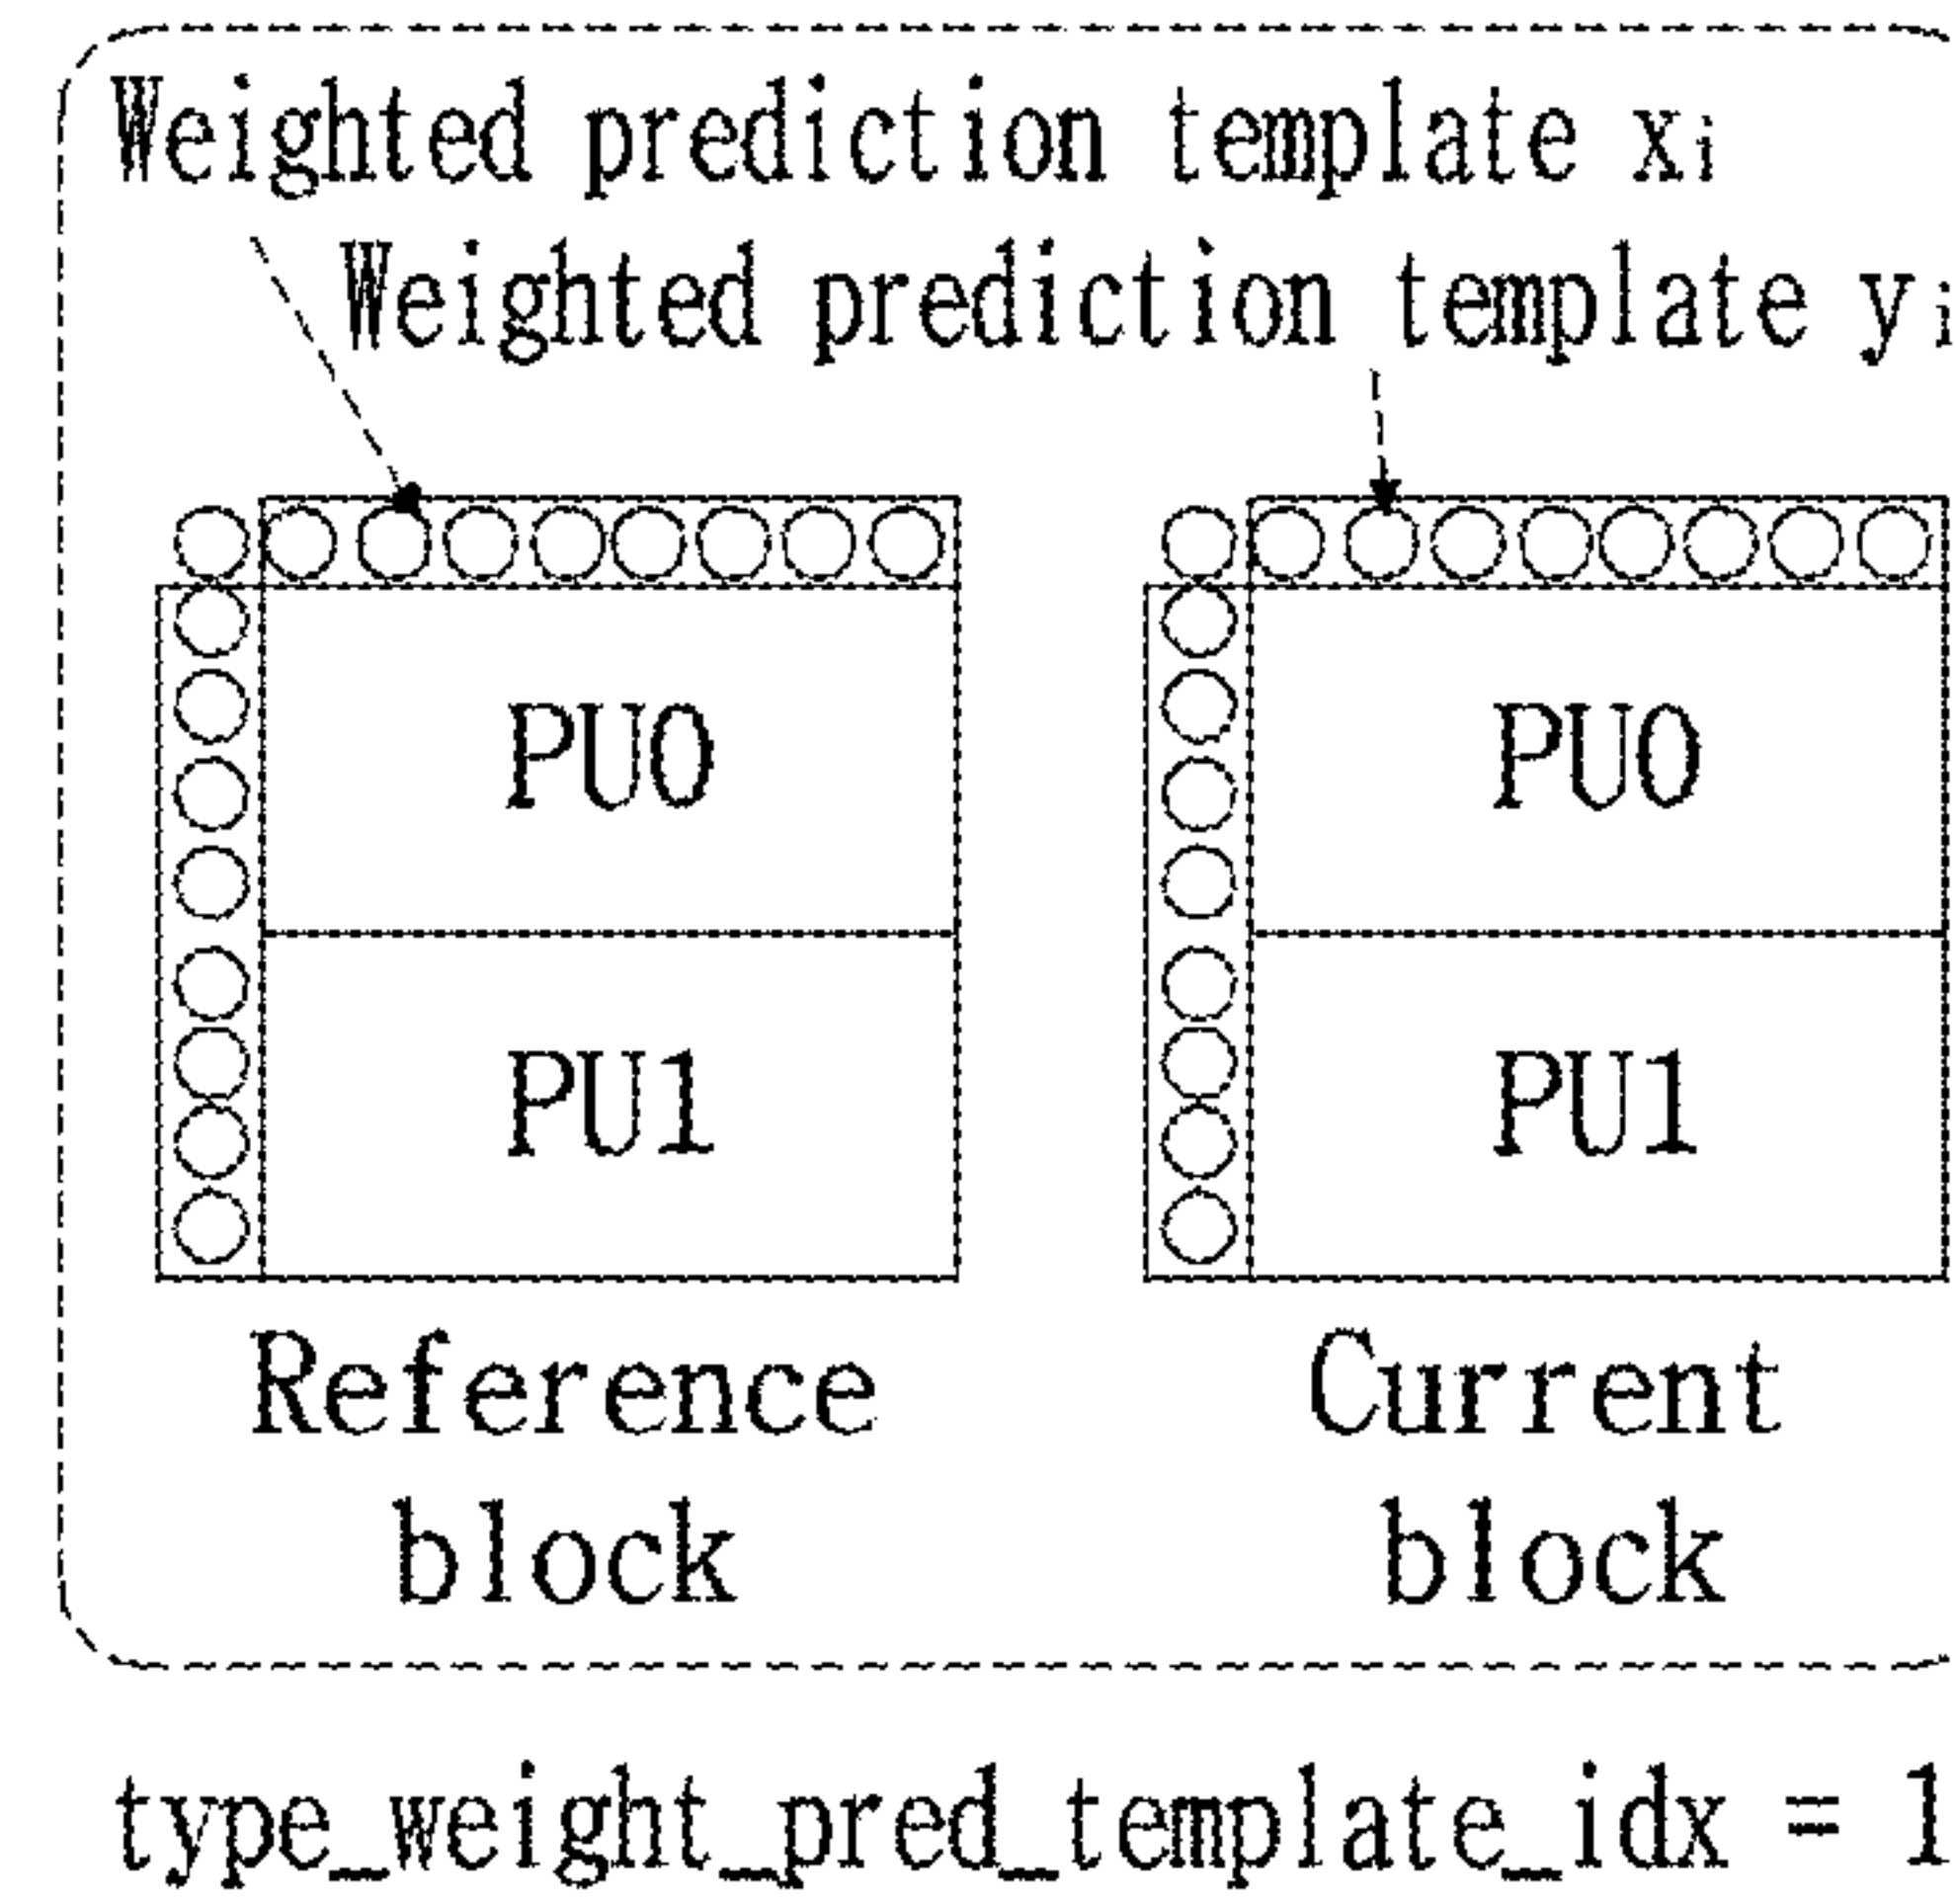 Weighted prediction template xi
Weighted prediction template yi
PU0 PU0
PU1 PU1
Reference block
Current block
type_weight_pred_template_idx = 1